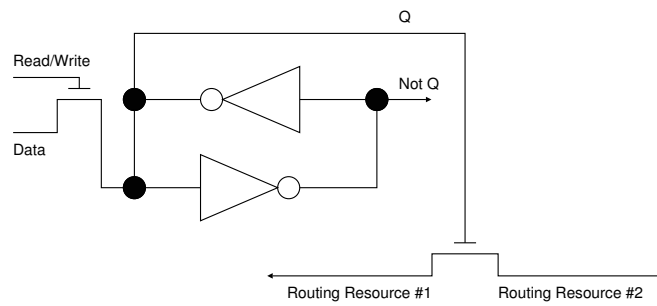 Q
Read/Write
Not Q
Data
Routing Resource #1
Routing Resource #2